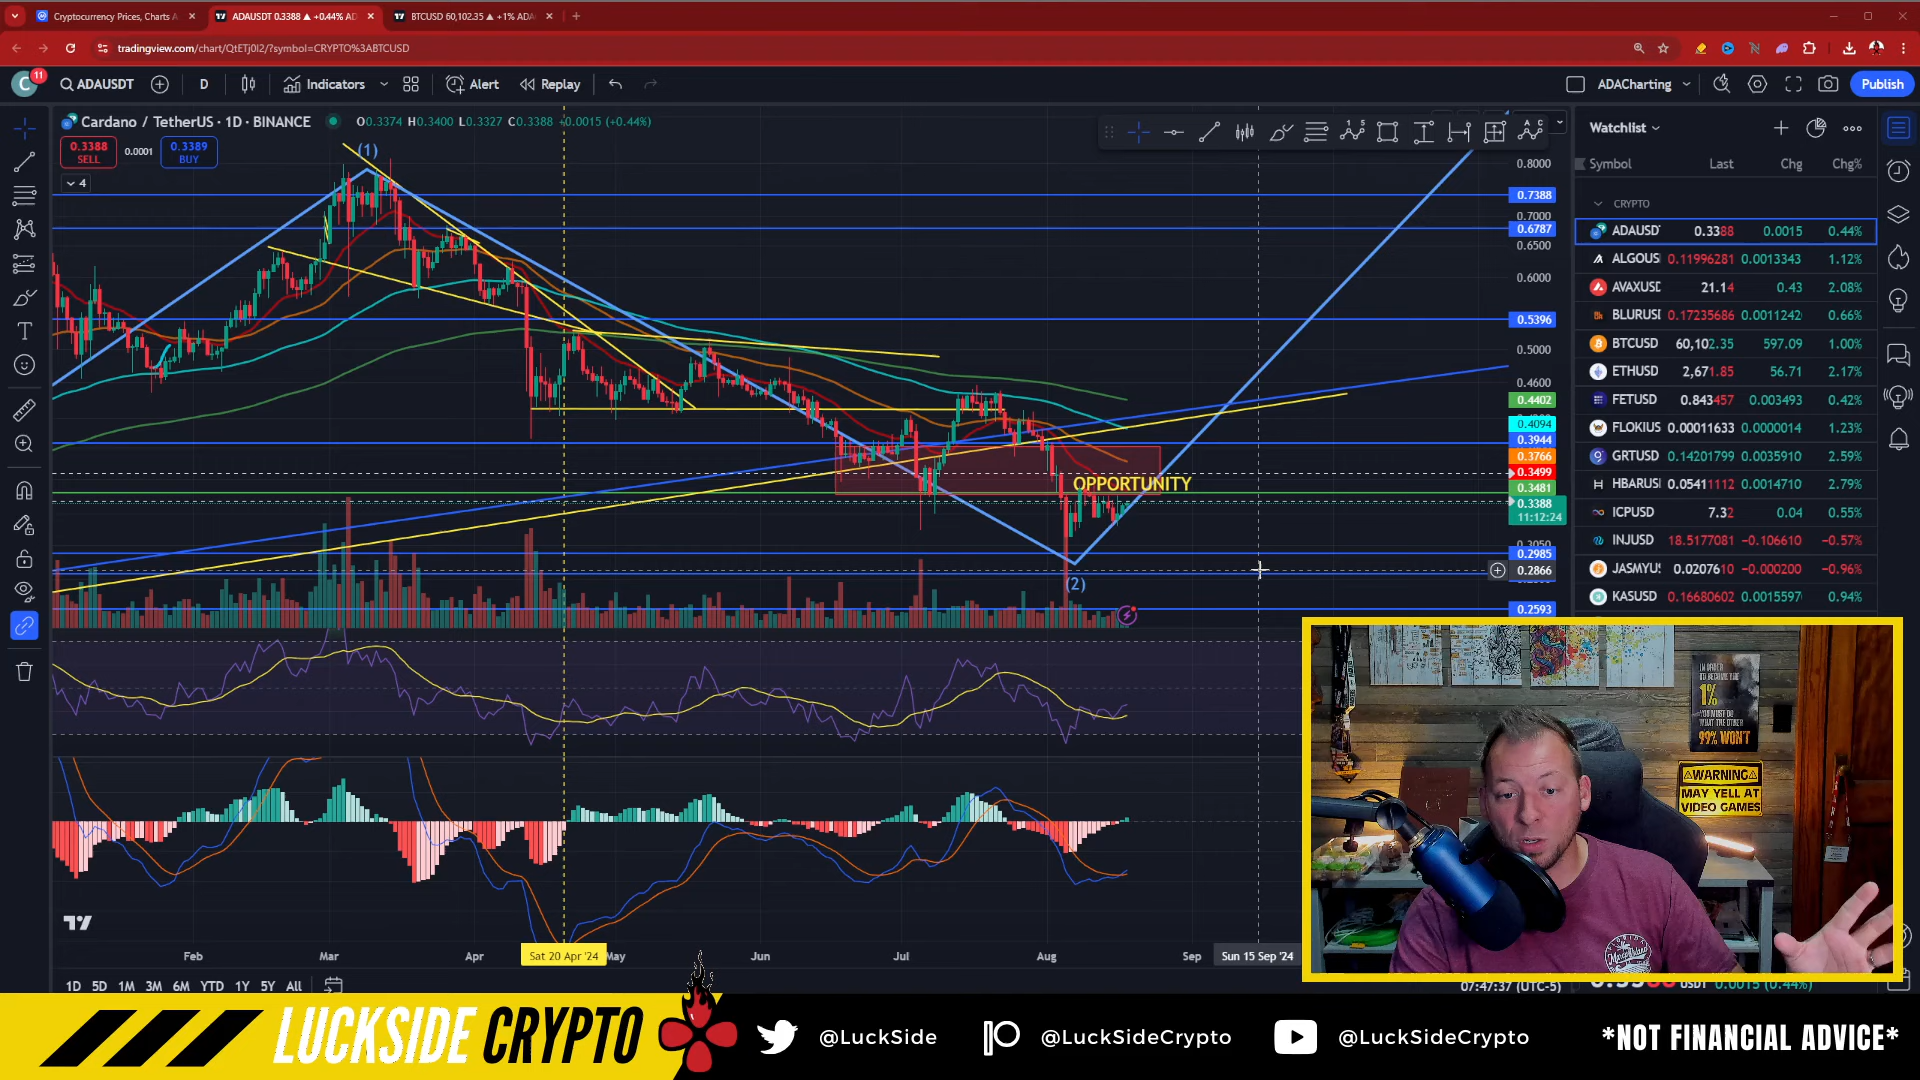 Cryptocurrency Prices, Charts A
ADAUSDT 0.3388 ▲ +0.44% AD
BTCUSD 60,102.35 ▲ +1% ADA
tradingview.com/chart/QtETj0I2/?symbol=CRYPTO%3ABTCUSD
C 11
ADAUSDT
D
Indicators
Alert
Replay
ADACharting
Publish
Cardano / TetherUS · 1D · BINANCE
O0.3374 H0.3400 L0.3327 C0.3388 +0.0015 (+0.44%)
0.3388
SELL
0.0001
0.3389
BUY
4
(1)
OPPORTUNITY
(2)
0.8000
0.7388
0.7000
0.6787
0.6500
0.6000
0.5396
0.5000
0.4600
0.4402
0.4094
0.3944
0.3766
0.3499
0.3481
0.3388
11:12:24
0.3050
0.2985
0.2866
0.2593
Feb
Mar
Apr
Sat 20 Apr '24
May
Jun
Jul
Aug
Sep
Sun 15 Sep '24
1D 5D 1M 3M 6M YTD 1Y 5Y All
07:47:37 (UTC-5)
Watchlist
Symbol Last Chg Chg%
CRYPTO
ADAUSD 0.3388 0.0015 0.44%
ALGOUS 0.11996281 0.0013343 1.12%
AVAXUSD 21.14 0.43 2.08%
BLURUSI 0.17235686 0.0011242 0.66%
BTCUSD 60,102.35 597.09 1.00%
ETHUSD 2,671.85 56.71 2.17%
FETUSD 0.843457 0.003493 0.42%
FLOKIUS 0.00011633 0.0000014 1.23%
GRTUSD 0.14201799 0.0035910 2.59%
HBARUS 0.05411112 0.0014710 2.79%
ICPUSD 7.32 0.04 0.55%
INJUSD 18.5177081 −0.106610 −0.57%
JASMYU 0.0207610 −0.000200 −0.96%
KASUSD 0.16680602 0.0015597 0.94%
USDT 0.0015 (0.44%)
1%
99% WON'T
⚠WARNING⚠
MAY YELL AT
VIDEO GAMES
LUCKSIDE CRYPTO
@LuckSide
@LuckSideCrypto
@LuckSideCrypto
*NOT FINANCIAL ADVICE*